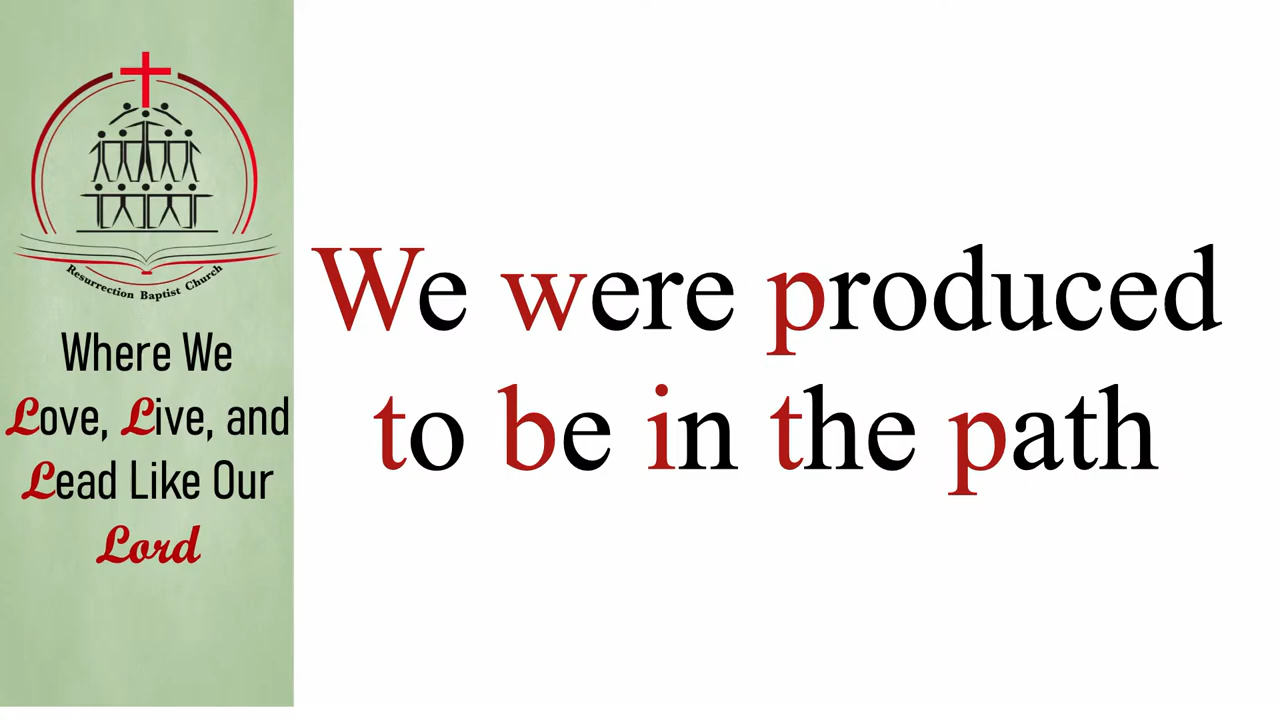 Resurrection Baptist Church
Where We
Love, Live, and
Lead Like Our
Lord
We were produced
to be in the path